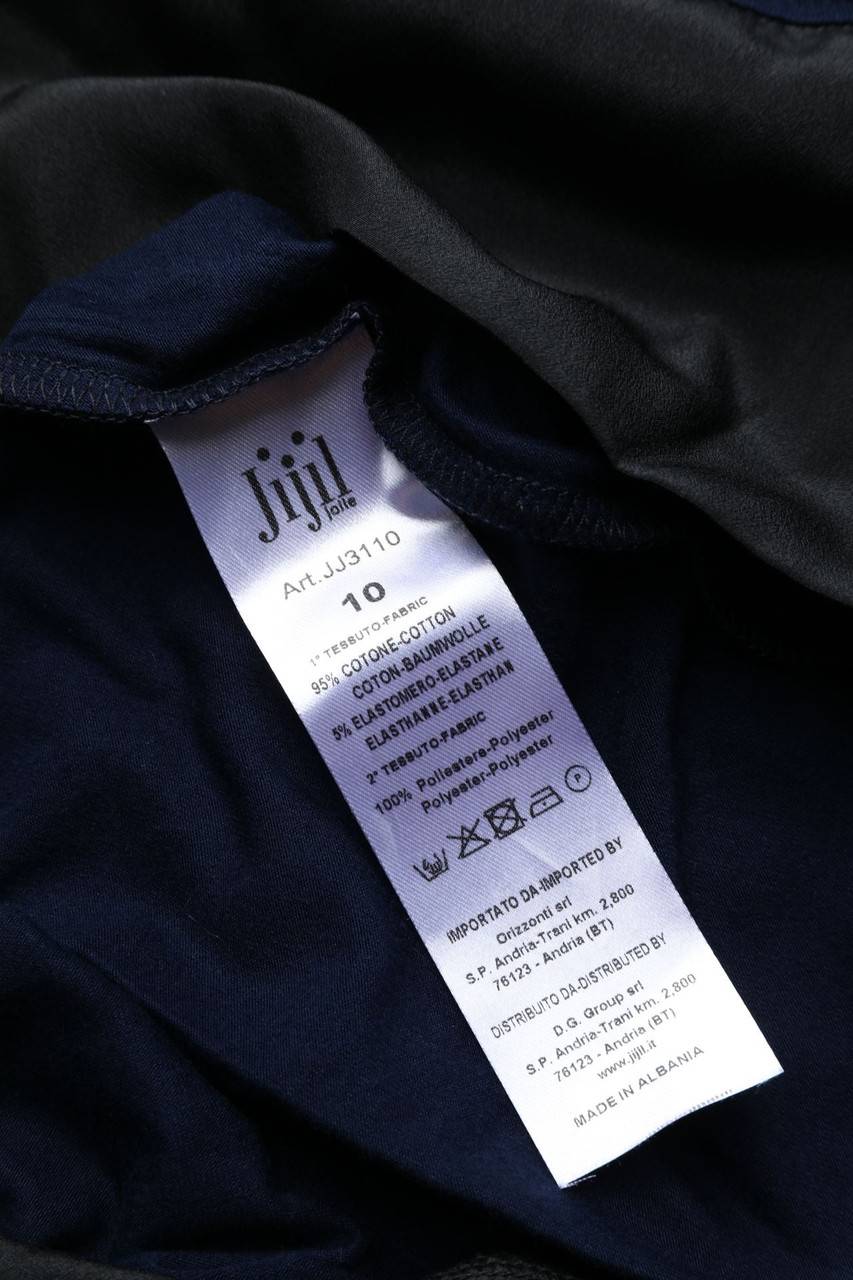 Jijil
jolie
Art.JJ3110
10
1° TESSUTO-FABRIC
95% COTONE-COTTON
COTON-BAUMWOLLE
5% ELASTOMERO-ELASTANE
ELASTHANNE-ELASTHAN
2° TESSUTO-FABRIC
100% Poliestere-Polyester
Polyester-Polyester
P
IMPORTATO DA-IMPORTED BY
Orizzonti srl
S.P. Andria-Trani km. 2,800
76123 - Andria (BT)
DISTRIBUITO DA-DISTRIBUTED BY
D.G. Group srl
S.P. Andria-Trani km. 2,800
76123 - Andria (BT)
www.jijil.it
MADE IN ALBANIA